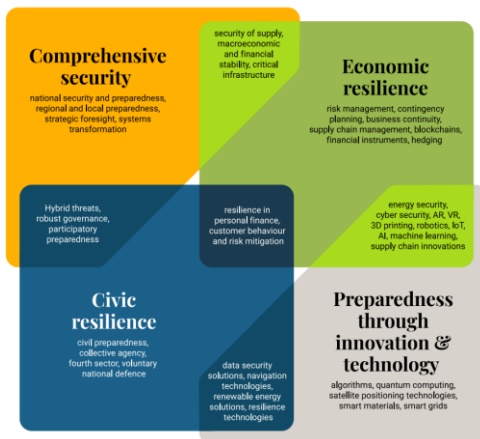 Comprehensive
security
national security and preparedness,
regional and local preparedness,
strategic foresight, systems
transformation
security of supply,
macroeconomic
and financial
stability, critical
infrastructure
Economic
resilience
risk management, contingency
planning, business continuity,
supply chain management, blockchains,
financial instruments, hedging
Hybrid threats,
robust governance,
participatory
preparedness
resilience in
personal finance,
customer behaviour
and risk mitigation
energy security,
cyber security, AR, VR,
3D printing, robotics, IoT,
AI, machine learning,
supply chain innovations
Civic
resilience
civil preparedness,
collective agency,
fourth sector, voluntary
national defence
data security
solutions, navigation
technologies,
renewable energy
solutions, resilience
technologies
Preparedness
through
innovation &
technology
algorithms, quantum computing,
satellite positioning technologies,
smart materials, smart grids